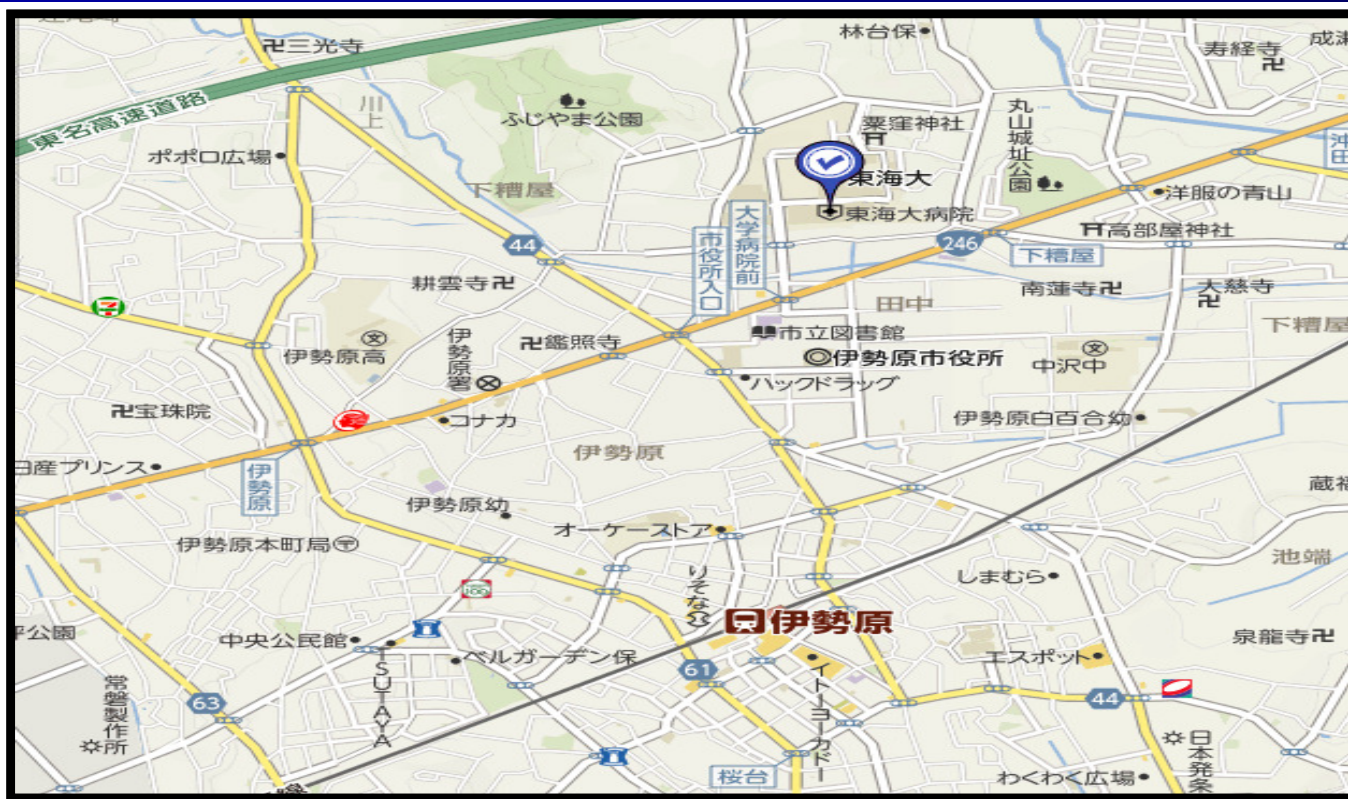 三光寺
林台保
寿経寺
成瀬
東名高速道路
川上
ふじやま公園
粟窪神社
丸山城址公園
ポポロ広場
下糟屋
東海大
東海大病院
洋服の青山
高部屋神社
大学病院前
市役所入口
44
246
下糟屋
耕雲寺
田中
南蓮寺
大慈寺
伊勢原高
伊勢原署
鑑照寺
市立図書館
伊勢原市役所
中沢中
下糟屋
ハックドラッグ
宝珠院
コナカ
伊勢原白百合幼
日産プリンス
伊勢原
伊勢原
伊勢原幼
オーケーストア
伊勢原本町局
りそな
しまむら
池端
伊勢原
中央公民館
TSUTAYA
ベルガーデン保
イトーヨーカドー
エスポット
泉龍寺
常磐製作所
63
61
44
桜台
わくわく広場
日本発条